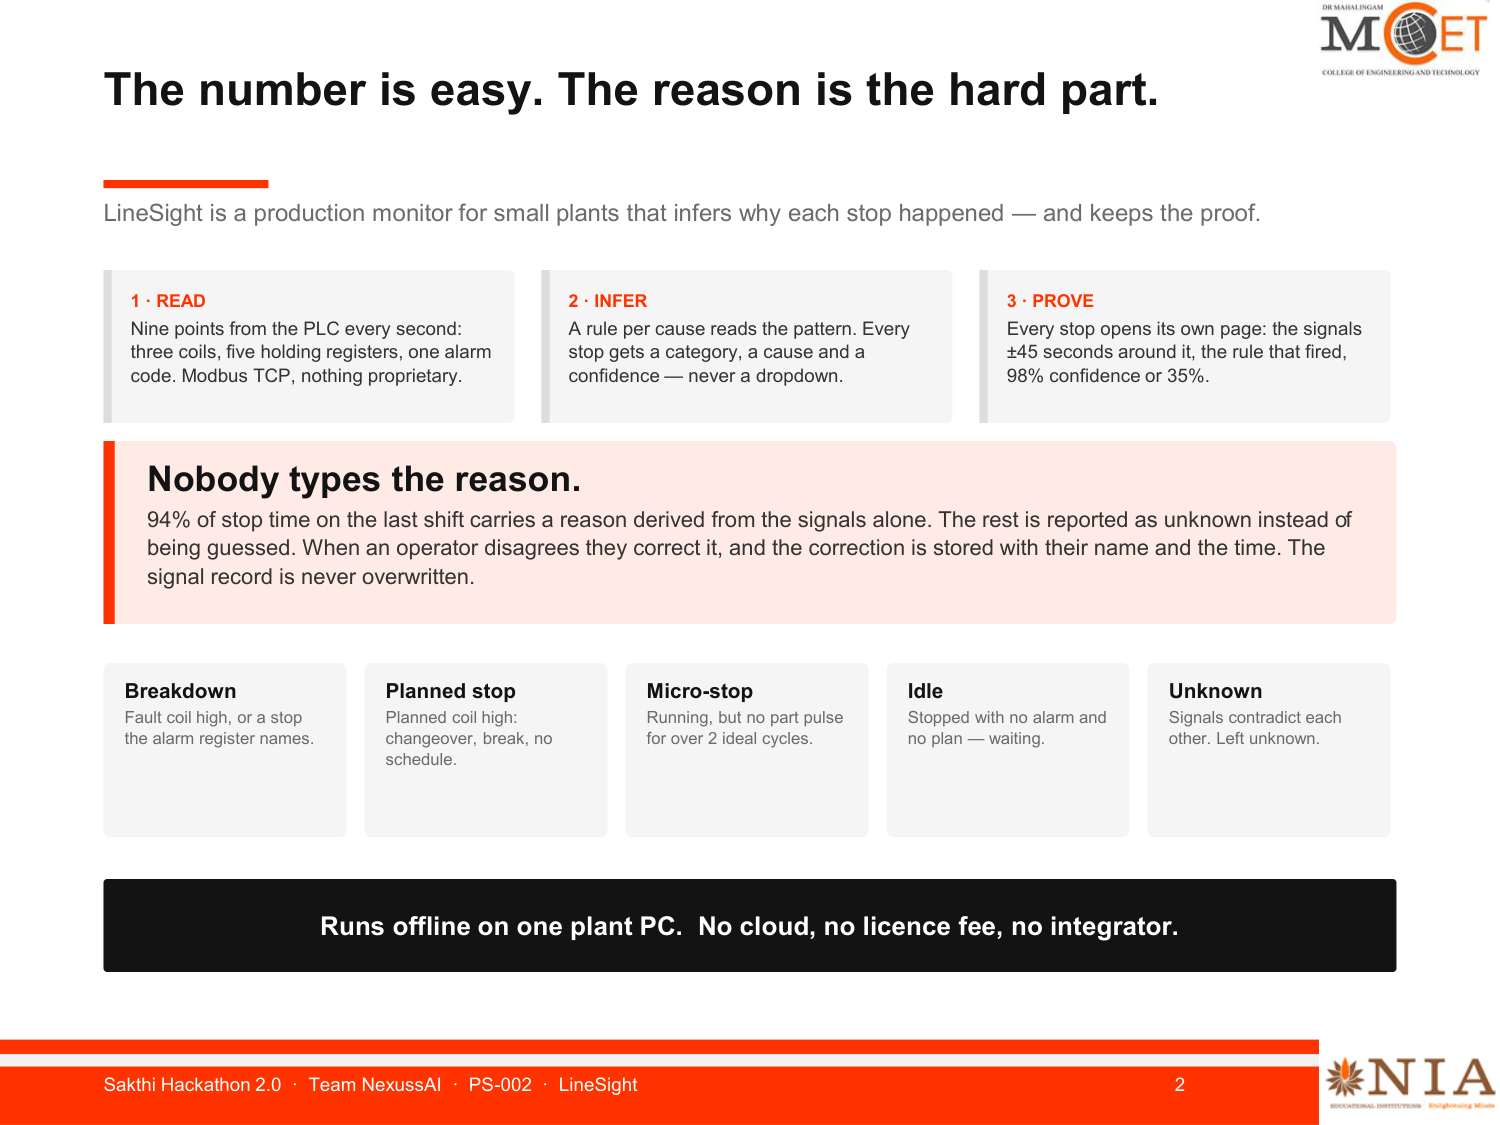 DR MAHALINGAM
MCET
COLLEGE OF ENGINEERING AND TECHNOLOGY
The number is easy. The reason is the hard part.
LineSight is a production monitor for small plants that infers why each stop happened — and keeps the proof.
1 · READ
Nine points from the PLC every second:
three coils, five holding registers, one alarm
code. Modbus TCP, nothing proprietary.
2 · INFER
A rule per cause reads the pattern. Every
stop gets a category, a cause and a
confidence — never a dropdown.
3 · PROVE
Every stop opens its own page: the signals
±45 seconds around it, the rule that fired,
98% confidence or 35%.
Nobody types the reason.
94% of stop time on the last shift carries a reason derived from the signals alone. The rest is reported as unknown instead of
being guessed. When an operator disagrees they correct it, and the correction is stored with their name and the time. The
signal record is never overwritten.
Breakdown
Fault coil high, or a stop
the alarm register names.
Planned stop
Planned coil high:
changeover, break, no
schedule.
Micro-stop
Running, but no part pulse
for over 2 ideal cycles.
Idle
Stopped with no alarm and
no plan — waiting.
Unknown
Signals contradict each
other. Left unknown.
Runs offline on one plant PC.  No cloud, no licence fee, no integrator.
Sakthi Hackathon 2.0 · Team NexussAI · PS-002 · LineSight
2
NIA
EDUCATIONAL INSTITUTIONS Enlightening Minds